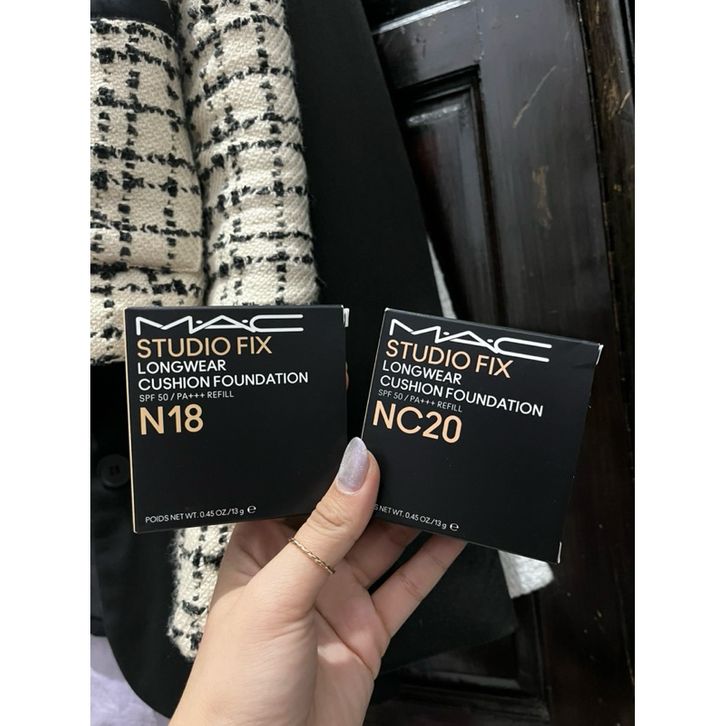 M·A·C
STUDIO FIX
LONGWEAR
CUSHION FOUNDATION
SPF 50 / PA+++ REFILL
N18
POIDS NET WT. 0.45 OZ./13 g ℮
M·A·C
STUDIO FIX
LONGWEAR
CUSHION FOUNDATION
SPF 50 / PA+++ REFILL
NC20
NET WT. 0.45 OZ./13 g ℮